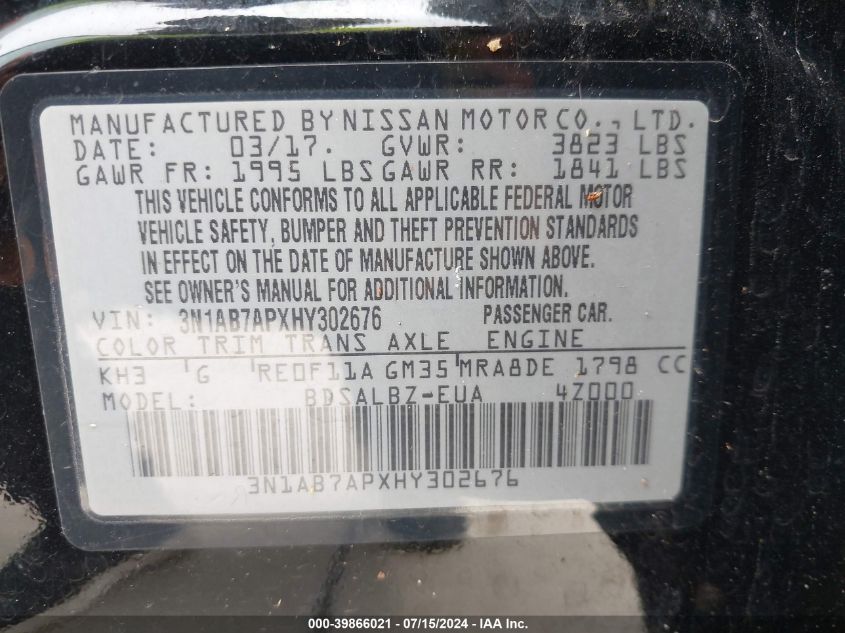 MANUFACTURED BY NISSAN MOTOR CO., LTD.
DATE: 03/17. GVWR: 3823 LBS
GAWR FR: 1995 LBS GAWR RR: 1841 LBS
THIS VEHICLE CONFORMS TO ALL APPLICABLE FEDERAL MOTOR
VEHICLE SAFETY, BUMPER AND THEFT PREVENTION STANDARDS
IN EFFECT ON THE DATE OF MANUFACTURE SHOWN ABOVE.
SEE OWNER'S MANUAL FOR ADDITIONAL INFORMATION.
VIN: 3N1AB7APXHY302676 PASSENGER CAR.
COLOR TRIM TRANS AXLE ENGINE
KH3 'G RE0F11A GM35 'MRA8DE 1798 CC
MODEL: BDSALBZ-EUA 4Z000
3N1AB7APXHY302676
000-39866021 - 07/15/2024 - IAA Inc.